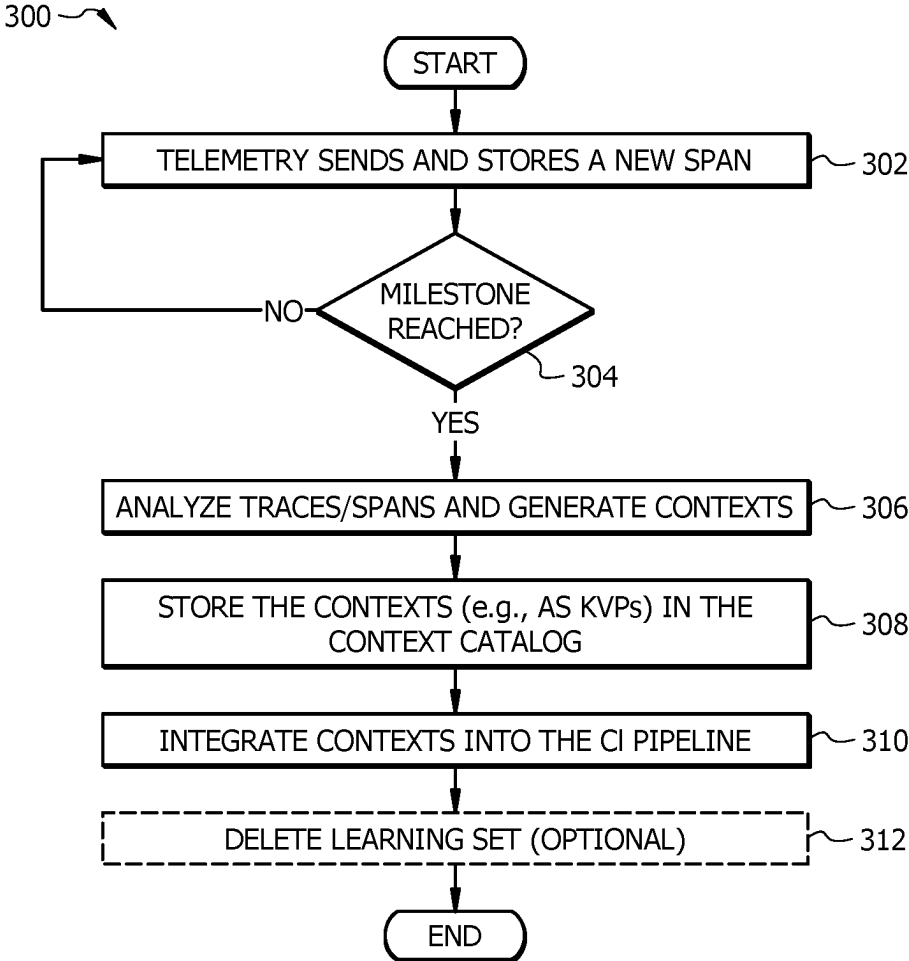 300
START
TELEMETRY SENDS AND STORES A NEW SPAN
302
MILESTONE
REACHED?
NO
304
YES
ANALYZE TRACES/SPANS AND GENERATE CONTEXTS
306
STORE THE CONTEXTS (e.g., AS KVPs) IN THE
CONTEXT CATALOG
308
INTEGRATE CONTEXTS INTO THE CI PIPELINE
310
DELETE LEARNING SET (OPTIONAL)
312
END